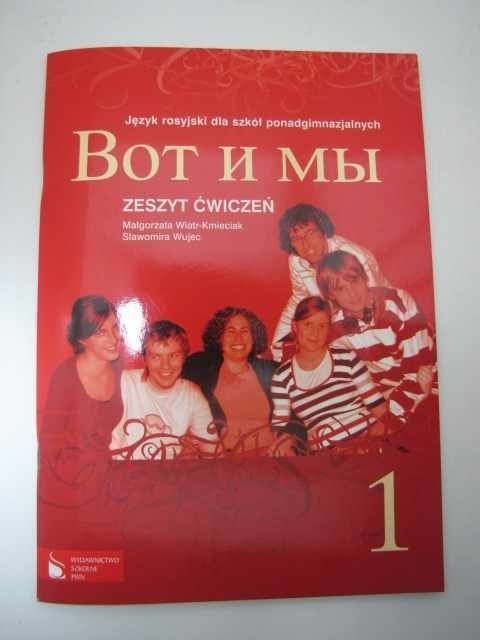 Język rosyjski dla szkół ponadgimnazjalnych
Вот и мы
ZESZYT ĆWICZEŃ
Małgorzata Wiatr-Kmieciak
Sławomira Wujec
1
WYDAWNICTWO
SZKOLNE
PWN